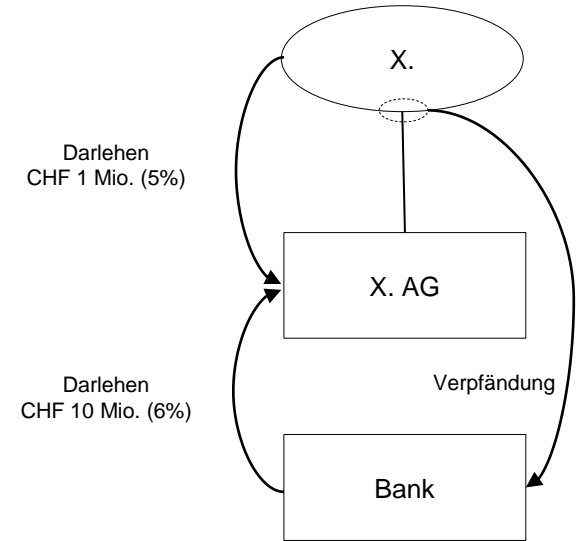 X.
Darlehen
CHF 1 Mio. (5%)
X. AG
Darlehen
CHF 10 Mio. (6%)
Verpfändung
Bank